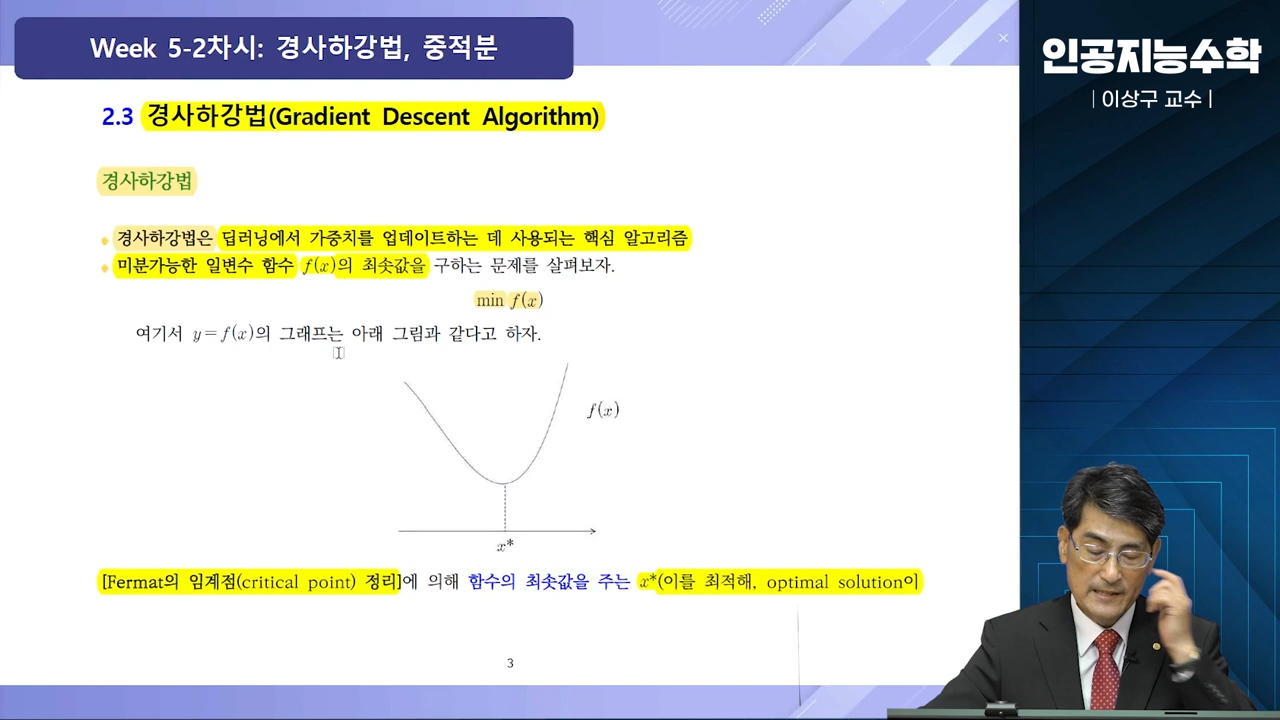 Week 5-2차시: 경사하강법, 중적분
인공지능수학
| 이상구 교수 |
2.3 경사하강법(Gradient Descent Algorithm)
경사하강법
• 경사하강법은 딥러닝에서 가중치를 업데이트하는 데 사용되는 핵심 알고리즘
• 미분가능한 일변수 함수 f(x)의 최솟값을 구하는 문제를 살펴보자.
min f(x)
여기서 y=f(x)의 그래프는 아래 그림과 같다고 하자.
f(x)
x*
[Fermat의 임계점(critical point) 정리]에 의해 함수의 최솟값을 주는 x*(이를 최적해, optimal solution이
3